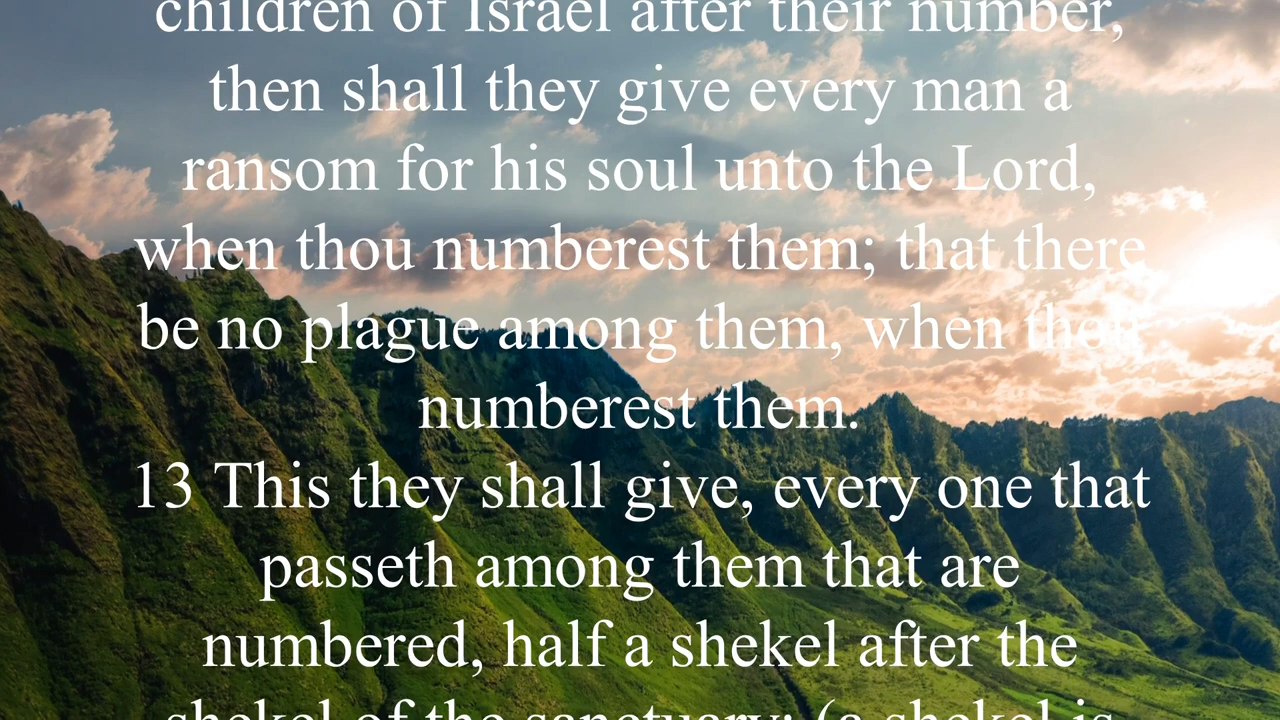 children of Israel after their number,
then shall they give every man a
ransom for his soul unto the Lord,
when thou numberest them; that there
be no plague among them, when thou
numberest them.
13 This they shall give, every one that
passeth among them that are
numbered, half a shekel after the
shekel of the sanctuary: (a shekel is